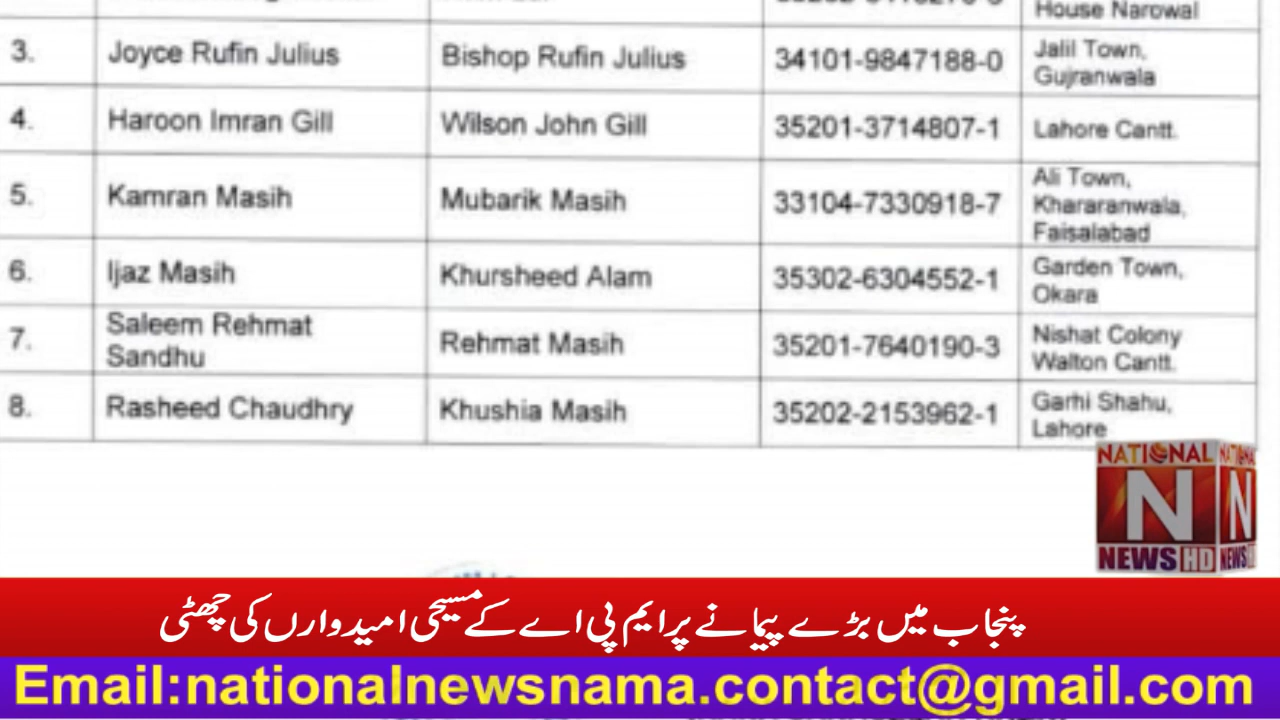 House Narowal
3. Joyce Rufin Julius Bishop Rufin Julius 34101-9847188-0 Jalil Town,
Gujranwala
4. Haroon Imran Gill Wilson John Gill 35201-3714807-1 Lahore Cantt.
5. Kamran Masih Mubarik Masih 33104-7330918-7 Ali Town,
Khararanwala,
Faisalabad
6. Ijaz Masih Khursheed Alam 35302-6304552-1 Garden Town,
Okara
7. Saleem Rehmat
Sandhu Rehmat Masih 35201-7640190-3 Nishat Colony
Walton Cantt.
8. Rasheed Chaudhry Khushia Masih 35202-2153962-1 Garhi Shahu,
Lahore
NATIONAL
N
NEWS HD
NATIONAL
N
NEWS
پنجاب میں بڑے پیمانے پر ایم پی اے کے مسیحی امیدواروں کی چھٹی
Email:nationalnewsnama.contact@gmail.com